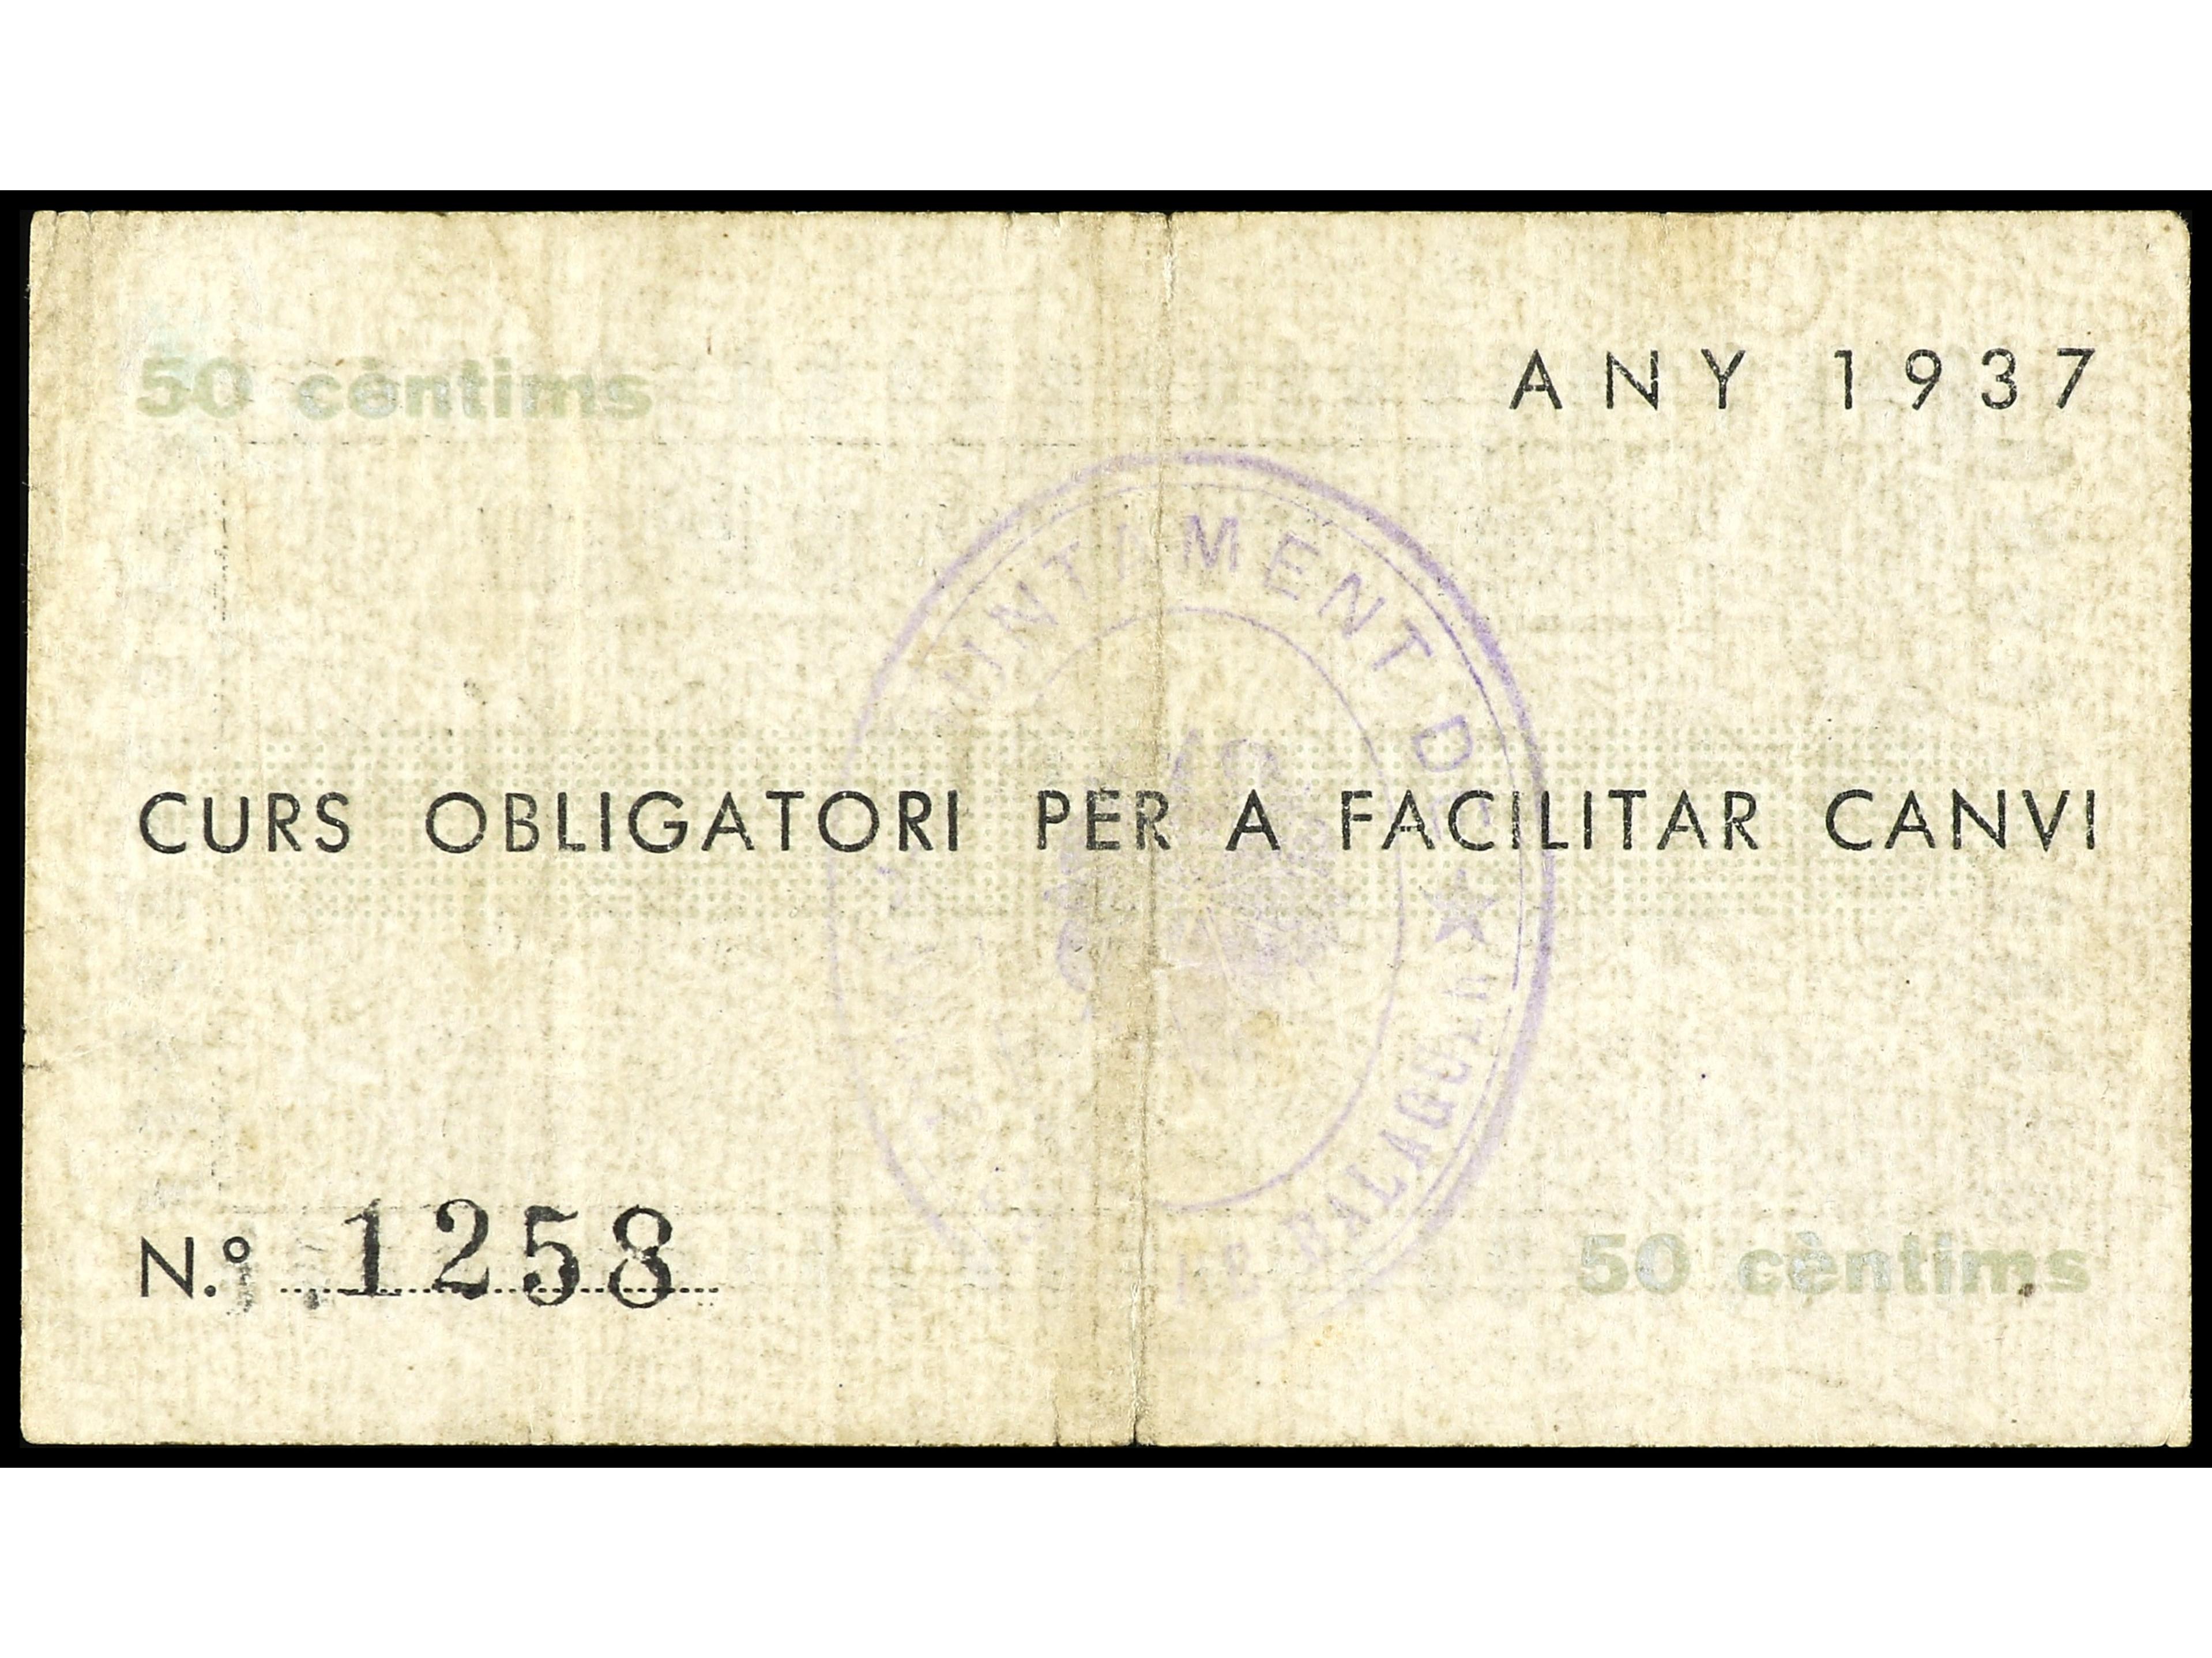 50 cèntims
ANY 1937
CURS OBLIGATORI PER A FACILITAR CANVI
N.º 1258
50 cèntims